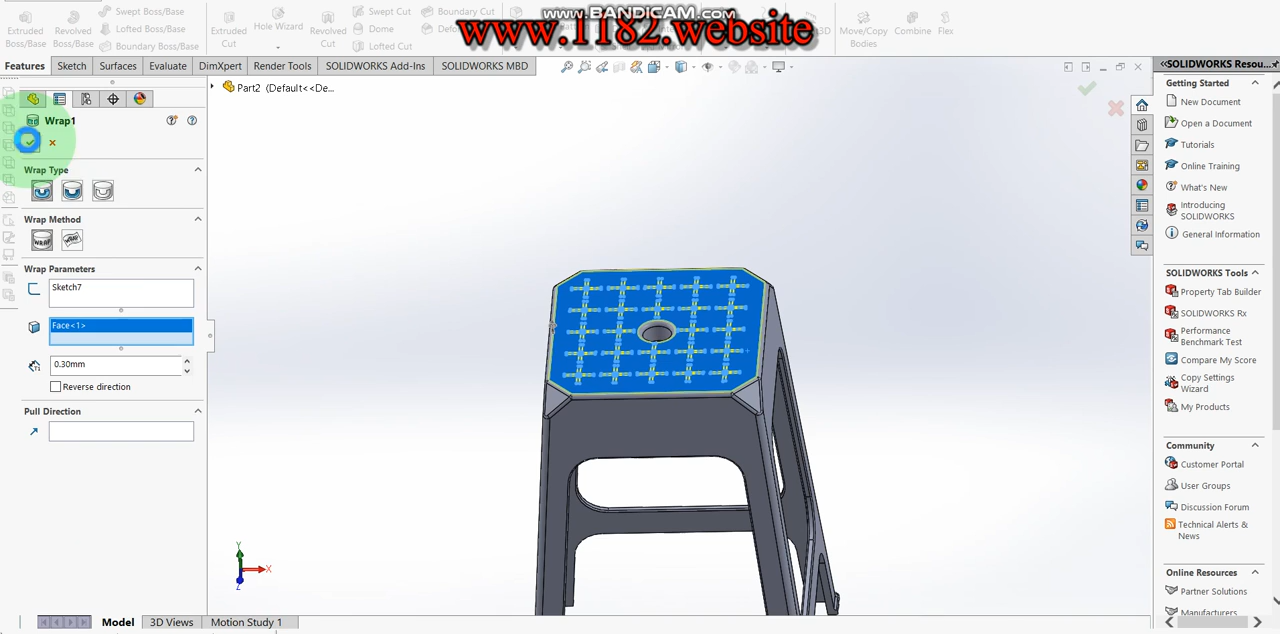 www.BANDICAM.com
www.1182.website
Extruded Boss/Base
Revolved Boss/Base
Swept Boss/Base
Lofted Boss/Base
Boundary Boss/Base
Extruded Cut
Hole Wizard
Revolved Cut
Swept Cut
Dome
Lofted Cut
Boundary Cut
Move/Copy Bodies
Combine
Flex
Features
Sketch
Surfaces
Evaluate
DimXpert
Render Tools
SOLIDWORKS Add-Ins
SOLIDWORKS MBD
Part2 (Default<<De...
Wrap1
Wrap Type
Wrap Method
Wrap Parameters
Sketch7
Face<1>
0.30mm
Reverse direction
Pull Direction
Y
X
Z
Model
3D Views
Motion Study 1
SOLIDWORKS Resou...
Getting Started
New Document
Open a Document
Tutorials
Online Training
What's New
Introducing
SOLIDWORKS
General Information
SOLIDWORKS Tools
Property Tab Builder
SOLIDWORKS Rx
Performance
Benchmark Test
Compare My Score
Copy Settings
Wizard
My Products
Community
Customer Portal
User Groups
Discussion Forum
Technical Alerts &
News
Online Resources
Partner Solutions
Manufacturers